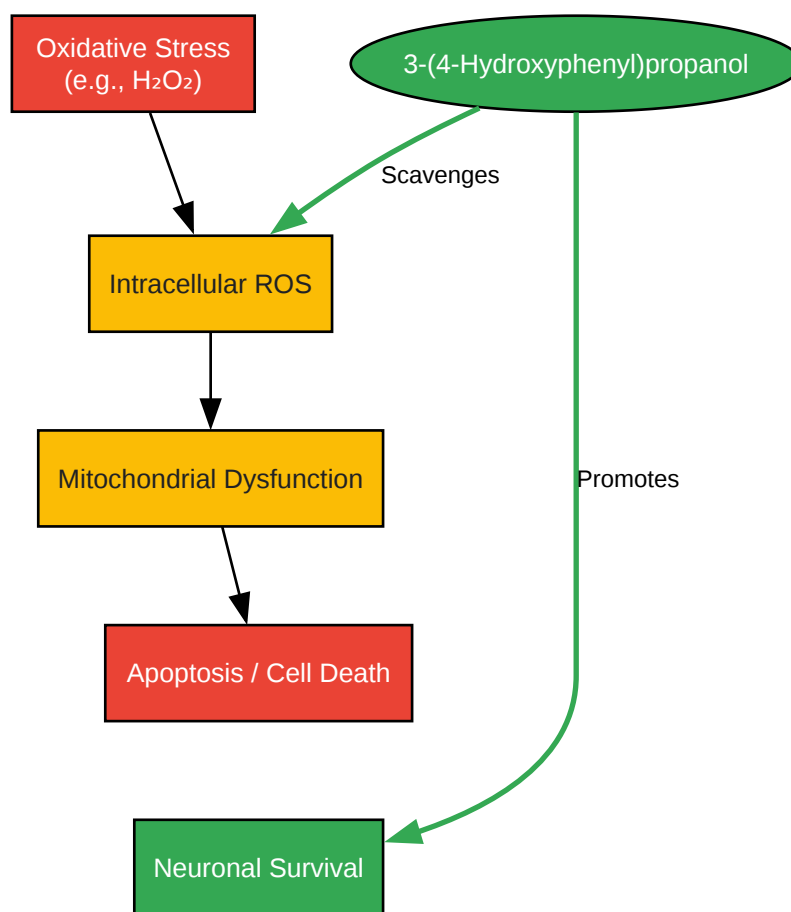 Oxidative Stress
(e.g., H₂O₂)
3-(4-Hydroxyphenyl)propanol
Scavenges
Intracellular ROS
Mitochondrial Dysfunction
Promotes
Apoptosis / Cell Death
Neuronal Survival